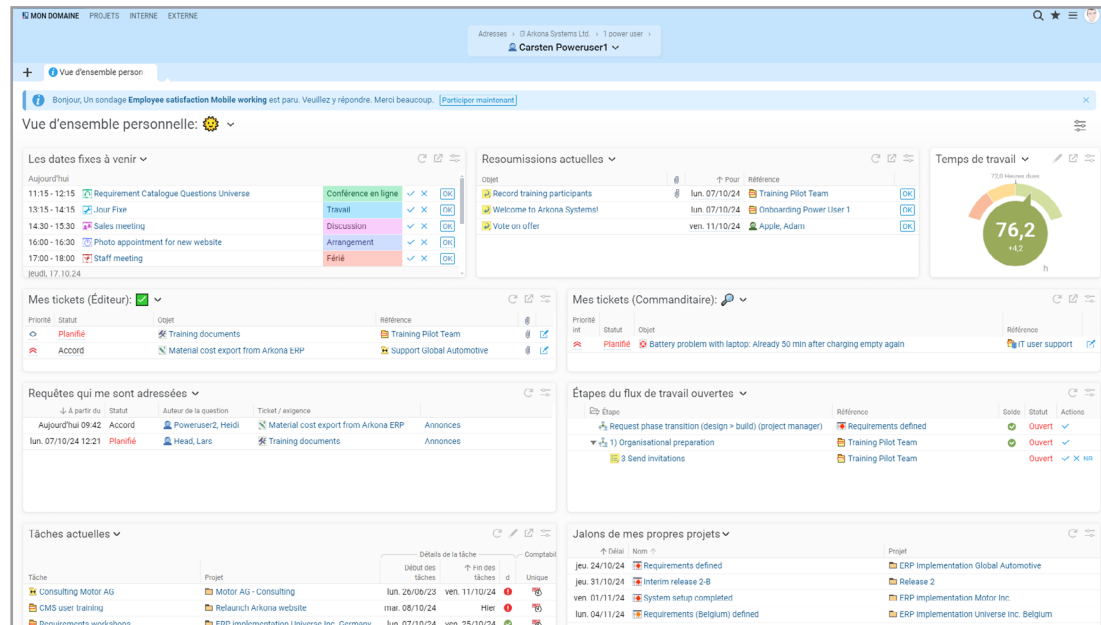 MON DOMAINE PROJETS INTERNE EXTERNE
Adresses › Arkona Systems Ltd. › 1 power user ›
Carsten Poweruser1
+ Vue d'ensemble person
Bonjour, Un sondage Employee satisfaction Mobile working est paru. Veuillez y répondre. Merci beaucoup. Participer maintenant
Vue d'ensemble personnelle:
Les dates fixes à venir
Aujourd'hui
11:15 - 12:15 Requirement Catalogue Questions Universe Conférence en ligne OK
13:15 - 14:15 Jour Fixe Travail OK
14:30 - 15:30 Sales meeting Discussion OK
16:00 - 16:30 Photo appointment for new website Arrangement OK
17:00 - 18:00 Staff meeting Férié OK
jeudi, 17.10.24
Resoumissions actuelles
Objet Pour Référence
Record training participants lun. 07/10/24 Training Pilot Team OK
Welcome to Arkona Systems! lun. 07/10/24 Onboarding Power User 1 OK
Vote on offer ven. 11/10/24 Apple, Adam OK
Temps de travail
72,0 Heures dues
76,2
+4,2
h
Mes tickets (Éditeur):
Priorité Statut Objet Référence
Planifié Training documents Training Pilot Team
Accord Material cost export from Arkona ERP Support Global Automotive
Mes tickets (Commanditaire):
Priorité
int Statut Objet Référence
Planifié Battery problem with laptop: Already 50 min after charging empty again IT user support
Requêtes qui me sont adressées
A partir du Statut Auteur de la question Ticket / exigence
Aujourd'hui 09:42 Accord Poweruser2, Heidi Material cost export from Arkona ERP Annonces
lun. 07/10/24 12:21 Planifié Head, Lars Training documents Annonces
Étapes du flux de travail ouvertes
Étape Référence Solde Statut Actions
Request phase transition (design > build) (project manager) Requirements defined Ouvert
1) Organisational preparation Training Pilot Team Ouvert
3 Send invitations Training Pilot Team Ouvert NR
Tâches actuelles
Détails de la tâche Comptabil
Début des Fin des
Tâche Projet tâches tâches d Unique
Consulting Motor AG Motor AG - Consulting lun. 26/06/23 ven. 11/10/24
CMS user training Relaunch Arkona website mar. 08/10/24 Hier
Requirements workshops ERP implementation Universe Inc. Germany lun. 07/10/24 ven. 25/10/24
Jalons de mes propres projets
Délai Nom Projet
jeu. 24/10/24 Requirements defined ERP Implementation Global Automotive
jeu. 31/10/24 Interim release 2-B Release 2
ven. 01/11/24 System setup completed ERP implementation Motor Inc.
lun. 04/11/24 Requirements (Belgium) defined ERP implementation Universe Inc. Belgium